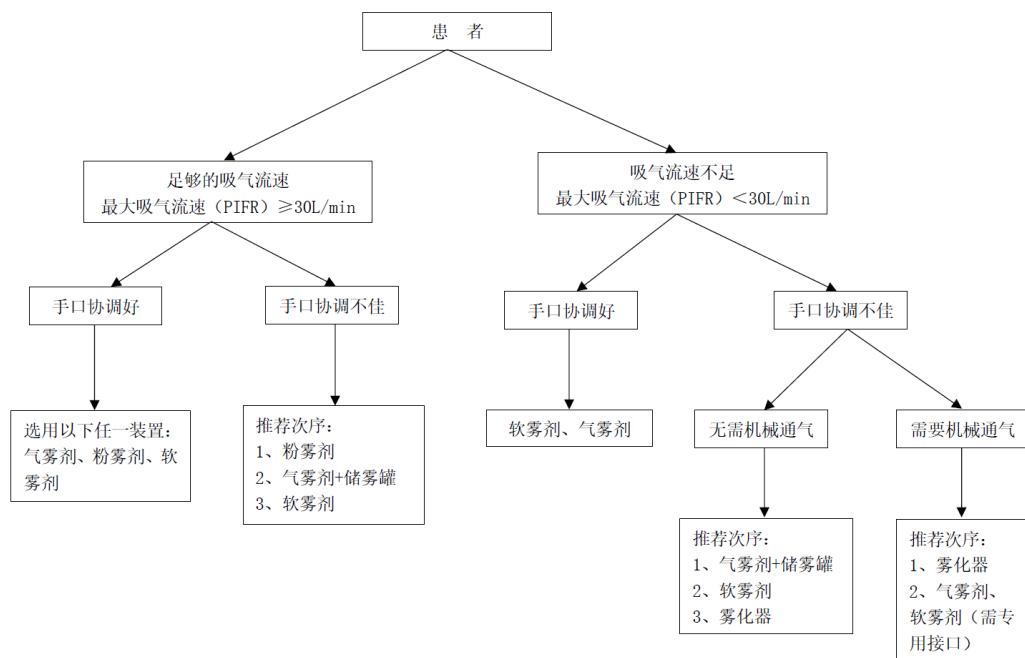 患 者
足够的吸气流速
最大吸气流速（PIFR）≥30L/min
吸气流速不足
最大吸气流速（PIFR）＜30L/min
手口协调好
手口协调不佳
手口协调好
手口协调不佳
选用以下任一装置：
气雾剂、粉雾剂、软
雾剂
推荐次序：
1、粉雾剂
2、气雾剂+储雾罐
3、软雾剂
软雾剂、气雾剂
无需机械通气
需要机械通气
推荐次序：
1、气雾剂+储雾罐
2、软雾剂
3、雾化器
推荐次序：
1、雾化器
2、气雾剂、
软雾剂（需专
用接口）